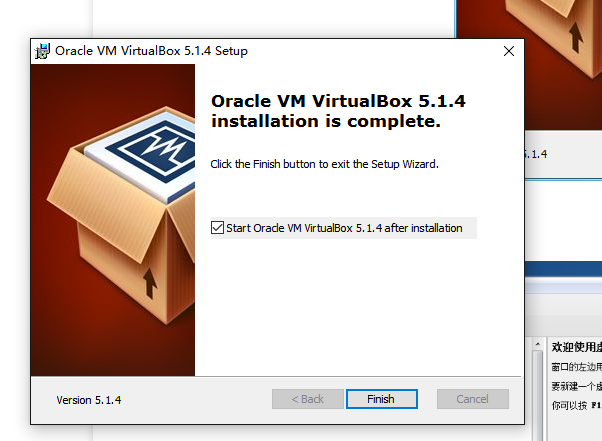 Oracle VM VirtualBox 5.1.4 Setup
Oracle VM VirtualBox 5.1.4
installation is complete.
Click the Finish button to exit the Setup Wizard.
Start Oracle VM VirtualBox 5.1.4 after installation
Version 5.1.4
< Back
Finish
Cancel
5.1.4
欢迎使用虚
窗口的左边用
要新建一个虚
你可以按 F1